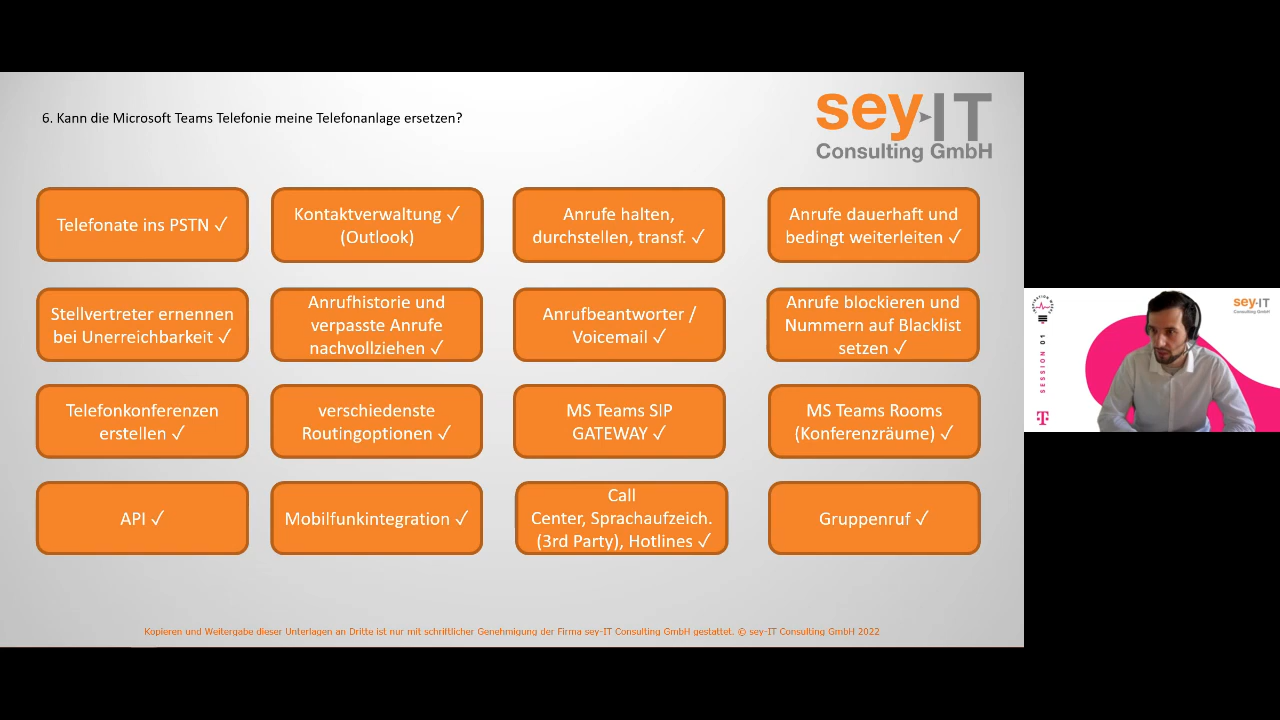 6. Kann die Microsoft Teams Telefonie meine Telefonanlage ersetzen?
sey IT
Consulting GmbH
Telefonate ins PSTN ✓
Kontaktverwaltung ✓
(Outlook)
Anrufe halten,
durchstellen, transf. ✓
Anrufe dauerhaft und
bedingt weiterleiten ✓
Stellvertreter ernennen
bei Unerreichbarkeit ✓
Anrufhistorie und
verpasste Anrufe
nachvollziehen ✓
Anrufbeantworter /
Voicemail ✓
Anrufe blockieren und
Nummern auf Blacklist
setzen ✓
Telefonkonferenzen
erstellen ✓
verschiedenste
Routingoptionen ✓
MS Teams SIP
GATEWAY ✓
MS Teams Rooms
(Konferenzräume) ✓
API ✓
Mobilfunkintegration ✓
Call
Center, Sprachaufzeich.
(3rd Party), Hotlines ✓
Gruppenruf ✓
Kopieren und Weitergabe dieser Unterlagen an Dritte ist nur mit schriftlicher Genehmigung der Firma sey-IT Consulting GmbH gestattet. © sey-IT Consulting GmbH 2022
SESSION 01
T
sey IT
Consulting GmbH